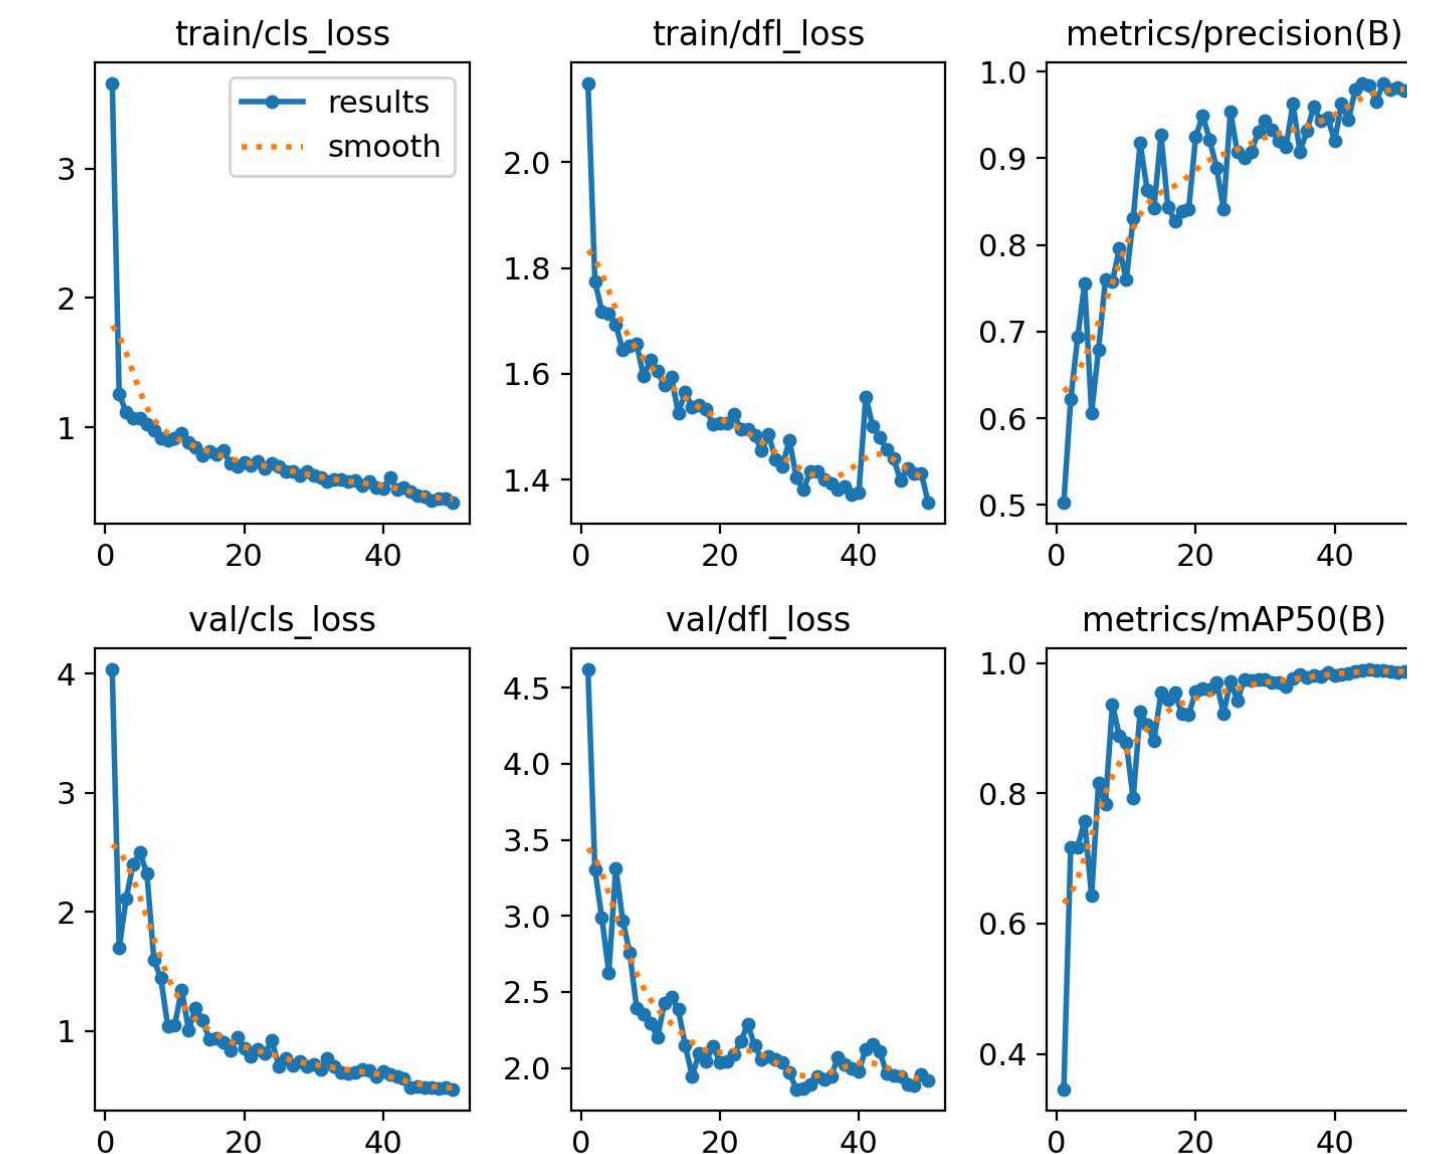 train/cls_loss
train/dfl_loss
metrics/precision(B)
results
smooth
3
2
1
0 20 40
2.0
1.8
1.6
1.4
0 20 40
1.0
0.9
0.8
0.7
0.6
0.5
0 20 40
val/cls_loss
val/dfl_loss
metrics/mAP50(B)
4
3
2
1
0 20 40
4.5
4.0
3.5
3.0
2.5
2.0
0 20 40
1.0
0.8
0.6
0.4
0 20 40